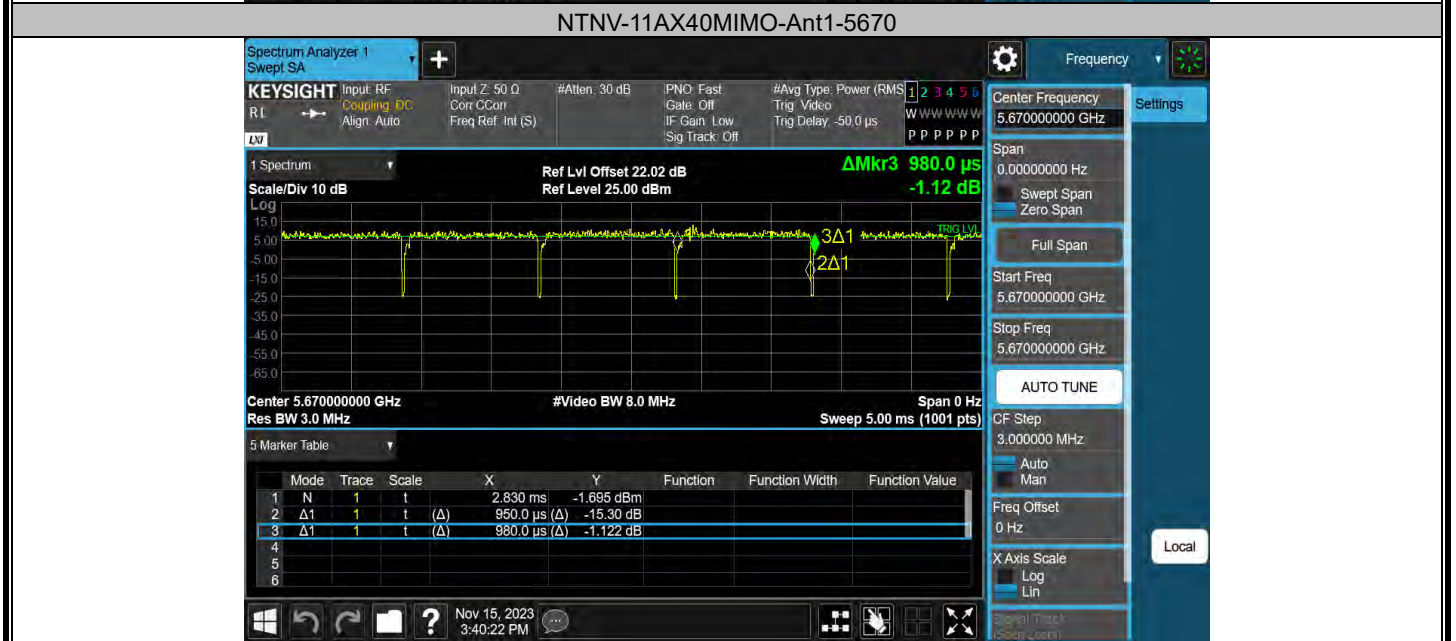 NTNV-11AX40MIMO-Ant1-5670
Spectrum Analyzer 1
Swept SA
+
Frequency
KEYSIGHT
RL
LXI
Input: RF
Coupling: DC
Align: Auto
Input Z: 50 Ω
Corr CCorr
Freq Ref: Int (S)
#Atten: 30 dB
PNO: Fast
Gate: Off
IF Gain: Low
Sig Track: Off
#Avg Type: Power (RMS
Trig: Video
Trig Delay: -50.0 µs
1 2 3 4 5 6
W W W W W W
P P P P P P
1 Spectrum
Scale/Div 10 dB
Log
Ref Lvl Offset 22.02 dB
Ref Level 25.00 dBm
ΔMkr3 980.0 µs
-1.12 dB
15.0
5.00
-5.00
-15.0
-25.0
-35.0
-45.0
-55.0
-65.0
3Δ1
2Δ1
TRIG LVL
Center 5.670000000 GHz
Res BW 3.0 MHz
#Video BW 8.0 MHz
Span 0 Hz
Sweep 5.00 ms (1001 pts)
5 Marker Table
Mode Trace Scale X Y Function Function Width Function Value
1 N 1 t 2.830 ms -1.695 dBm
2 Δ1 1 t (Δ) 950.0 µs (Δ) -15.30 dB
3 Δ1 1 t (Δ) 980.0 µs (Δ) -1.122 dB
4
5
6
?
Nov 15, 2023
3:40:22 PM
Center Frequency
5.670000000 GHz
Settings
Span
0.00000000 Hz
Swept Span
Zero Span
Full Span
Start Freq
5.670000000 GHz
Stop Freq
5.670000000 GHz
AUTO TUNE
CF Step
3.000000 MHz
Auto
Man
Freq Offset
0 Hz
X Axis Scale
Log
Lin
Local
Signal Track
(Span Zoom)